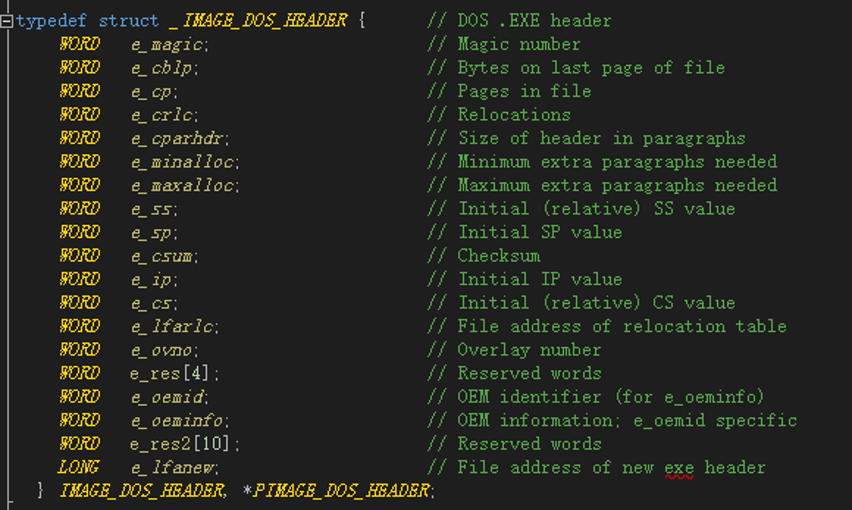 typedef struct _IMAGE_DOS_HEADER { // DOS .EXE header
WORD e_magic; // Magic number
WORD e_cblp; // Bytes on last page of file
WORD e_cp; // Pages in file
WORD e_crlc; // Relocations
WORD e_cparhdr; // Size of header in paragraphs
WORD e_minalloc; // Minimum extra paragraphs needed
WORD e_maxalloc; // Maximum extra paragraphs needed
WORD e_ss; // Initial (relative) SS value
WORD e_sp; // Initial SP value
WORD e_csum; // Checksum
WORD e_ip; // Initial IP value
WORD e_cs; // Initial (relative) CS value
WORD e_lfarlc; // File address of relocation table
WORD e_ovno; // Overlay number
WORD e_res[4]; // Reserved words
WORD e_oemid; // OEM identifier (for e_oeminfo)
WORD e_oeminfo; // OEM information; e_oemid specific
WORD e_res2[10]; // Reserved words
LONG e_lfanew; // File address of new exe header
} IMAGE_DOS_HEADER, *PIMAGE_DOS_HEADER;